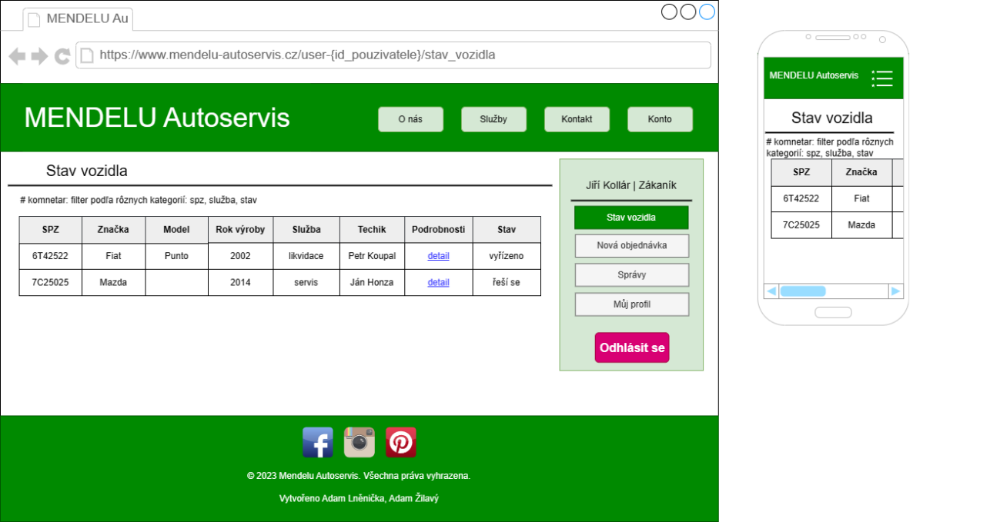 MENDELU Au
https://www.mendelu-autoservis.cz/user-{id_pouzivatele}/stav_vozidla
MENDELU Autoservis
O nás
Služby
Kontakt
Konto
Stav vozidla
# komnetar: filter podľa rôznych kategorií: spz, služba, stav
SPZ Značka Model Rok výroby Služba Techik Podrobnosti Stav
6T42522 Fiat Punto 2002 likvidace Petr Koupal detail vyřízeno
7C25025 Mazda 2014 servis Ján Honza detail řeší se
Jiří Kollár | Zákaník
Stav vozidla
Nová objednávka
Správy
Můj profil
Odhlásit se
© 2023 Mendelu Autoservis. Všechna práva vyhrazena.
Vytvořeno Adam Lněnička, Adam Žilavý
MENDELU Autoservis
Stav vozidla
# komnetar: filter podľa rôznych
kategorií: spz, služba, stav
SPZ Značka
6T42522 Fiat
7C25025 Mazda